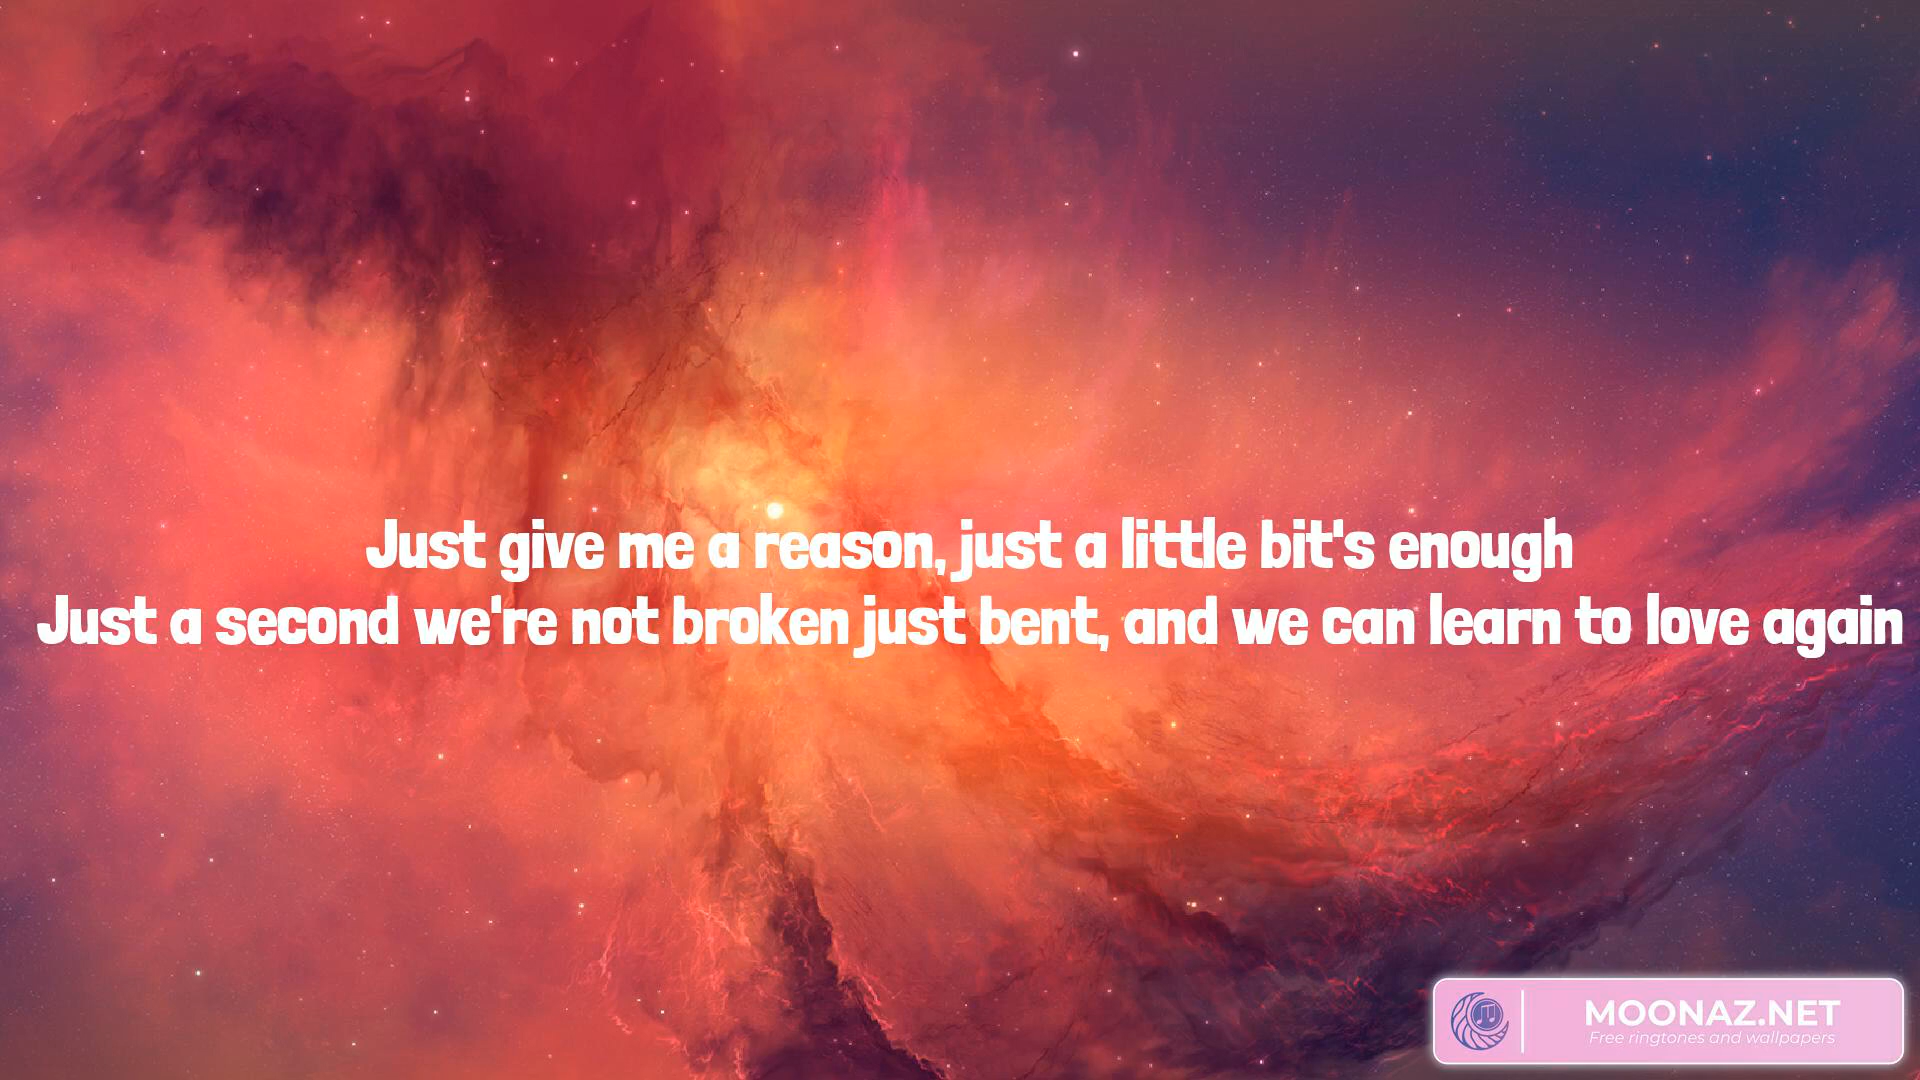 Just give me a reason, just a little bit's enough
Just a second we're not broken just bent, and we can learn to love again
MOONAZ.NET
Free ringtones and wallpapers